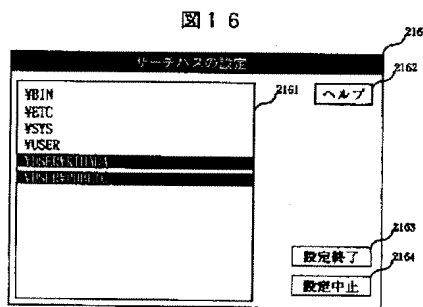 図16
216
サーチパスの設定
2161
2162
ヘルプ
¥BIN
¥ETC
¥SYS
¥USER
2163
設定終了
2164
設定中止